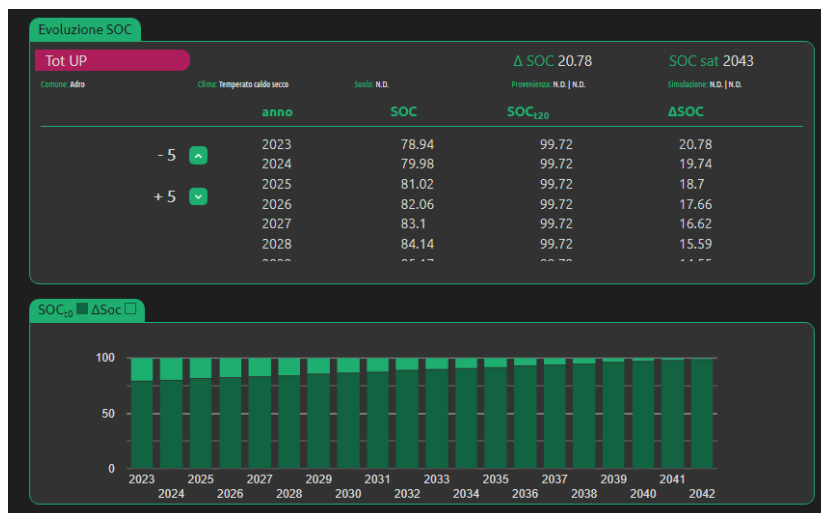 Evoluzione SOC
Tot UP Δ SOC 20.78 SOC sat 2043
Comune: Adro Clima: Temperato caldo secco Suolo: N.D. Provenienza: N.D. | N.D. Simulazione: N.D. | N.D.
anno SOC SOCt20 ΔSOC
2023 78.94 99.72 20.78
- 5
2024 79.98 99.72 19.74
2025 81.02 99.72 18.7
+ 5
2026 82.06 99.72 17.66
2027 83.1 99.72 16.62
2028 84.14 99.72 15.59
SOCt0 ΔSoc
100
50
0
2023 2025 2027 2029 2031 2033 2035 2037 2039 2041
2024 2026 2028 2030 2032 2034 2036 2038 2040 2042